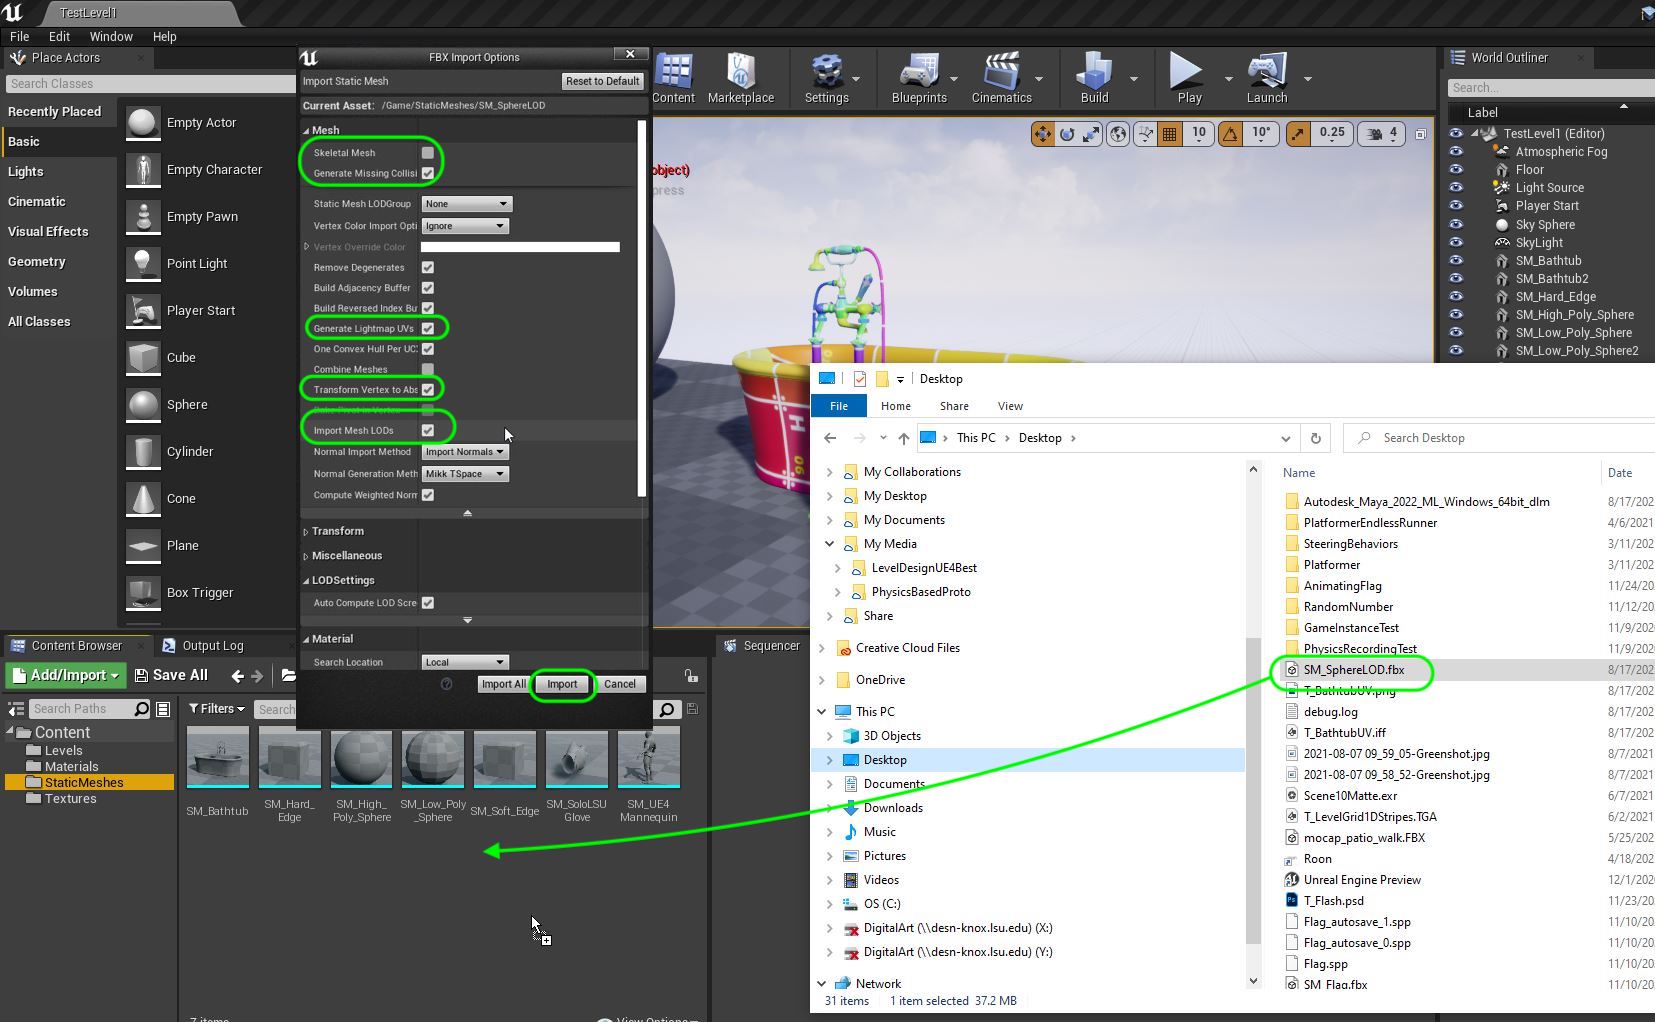 TestLevel1
File Edit Window Help
Place Actors
Search Classes
Recently Placed
Basic
Lights
Cinematic
Visual Effects
Geometry
Volumes
All Classes
Empty Actor
Empty Character
Empty Pawn
Point Light
Player Start
Cube
Sphere
Cylinder
Cone
Plane
Box Trigger
FBX Import Options
Import Static Mesh
Reset to Default
Current Asset: /Game/StaticMeshes/SM_SphereLOD
Mesh
Skeletal Mesh
Generate Missing Collisi
Static Mesh LODGroup None
Vertex Color Import Opti Ignore
Vertex Override Color
Remove Degenerates
Build Adjacency Buffer
Build Reversed Index Bu
Generate Lightmap UVs
One Convex Hull Per UC
Combine Meshes
Transform Vertex to Abs
Bake Pivot in Vertex
Import Mesh LODs
Normal Import Method Import Normals
Normal Generation Meth Mikk TSpace
Compute Weighted Norm
Transform
Miscellaneous
LODSettings
Auto Compute LOD Scre
Material
Search Location Local
Import All Import Cancel
Content Marketplace Settings Blueprints Cinematics Build Play Launch
10 10° 0.25 4
object)
press
H
90
World Outliner
Search...
Label
TestLevel1 (Editor)
Atmospheric Fog
Floor
Light Source
Player Start
Sky Sphere
SkyLight
SM_Bathtub
SM_Bathtub2
SM_Hard_Edge
SM_High_Poly_Sphere
SM_Low_Poly_Sphere
SM_Low_Poly_Sphere2
Content Browser Output Log
Sequencer
Add/Import Save All
Search Paths
Filters Search
Content
Levels
Materials
StaticMeshes
Textures
SM_Bathtub
SM_Hard_
Edge
SM_High_
Poly_Sphere
SM_Low_Poly
_Sphere
SM_Soft_Edge
SM_SoloLSU
Glove
SM_UE4
Mannequin
7 items
View Options
Desktop
File Home Share View
This PC Desktop
Search Desktop
My Collaborations
My Desktop
My Documents
My Media
LevelDesignUE4Best
PhysicsBasedProto
Share
Creative Cloud Files
OneDrive
This PC
3D Objects
Desktop
Documents
Downloads
Music
Pictures
Videos
OS (C:)
DigitalArt (\\desn-knox.lsu.edu) (X:)
DigitalArt (\\desn-knox.lsu.edu) (Y:)
Network
Name Date
Autodesk_Maya_2022_ML_Windows_64bit_dlm 8/17/202
PlatformerEndlessRunner 4/6/2021
SteeringBehaviors 3/11/202
Platformer 3/11/202
AnimatingFlag 11/24/20
RandomNumber 11/12/20
GameInstanceTest 11/9/202
PhysicsRecordingTest 11/9/202
SM_SphereLOD.fbx 8/17/202
T_BathtubUV.png 8/17/202
debug.log 8/17/202
T_BathtubUV.iff 8/17/202
2021-08-07 09_59_05-Greenshot.jpg 8/7/2021
2021-08-07 09_58_52-Greenshot.jpg 8/7/2021
Scene10Matte.exr 6/7/2021
T_LevelGrid1DStripes.TGA 6/2/2021
mocap_patio_walk.FBX 5/25/202
Roon 4/18/202
Unreal Engine Preview 12/1/202
T_Flash.psd 11/23/20
Flag_autosave_1.spp 11/10/20
Flag_autosave_0.spp 11/10/20
Flag.spp 11/10/20
SM_Flag.fbx 11/10/20
31 items 1 item selected 37.2 MB